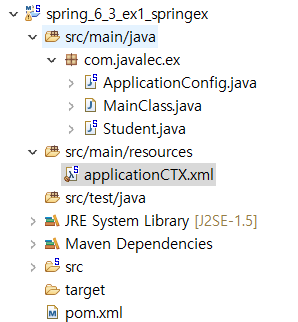 spring_6_3_ex1_springex
src/main/java
com.javalec.ex
ApplicationConfig.java
MainClass.java
Student.java
src/main/resources
applicationCTX.xml
src/test/java
JRE System Library [J2SE-1.5]
Maven Dependencies
src
target
pom.xml